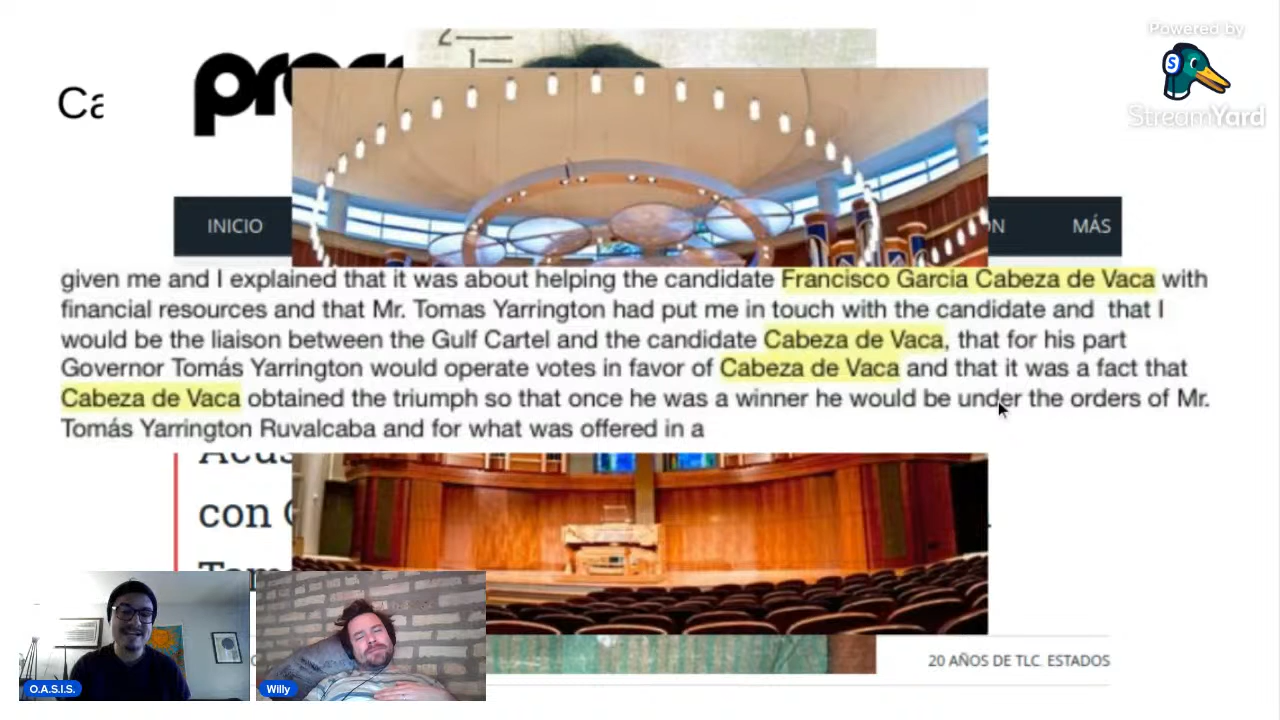 Powered by
S
StreamYard
Ca
2
1
INICIO
MÁS
given me and I explained that it was about helping the candidate Francisco Garcia Cabeza de Vaca with
financial resources and that Mr. Tomas Yarrington had put me in touch with the candidate and that I
would be the liaison between the Gulf Cartel and the candidate Cabeza de Vaca, that for his part
Governor Tomás Yarrington would operate votes in favor of Cabeza de Vaca and that it was a fact that
Cabeza de Vaca obtained the triumph so that once he was a winner he would be under the orders of Mr.
Tomás Yarrington Ruvalcaba and for what was offered in a
con
20 AÑOS DE TLC. ESTADOS
O.A.S.I.S.
Willy